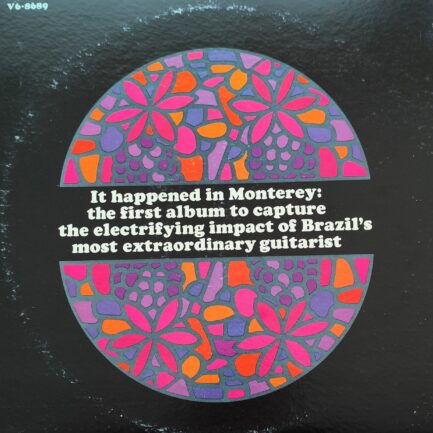 V6-8689
It happened in Monterey:
the first album to capture
the electrifying impact of Brazil's
most extraordinary guitarist